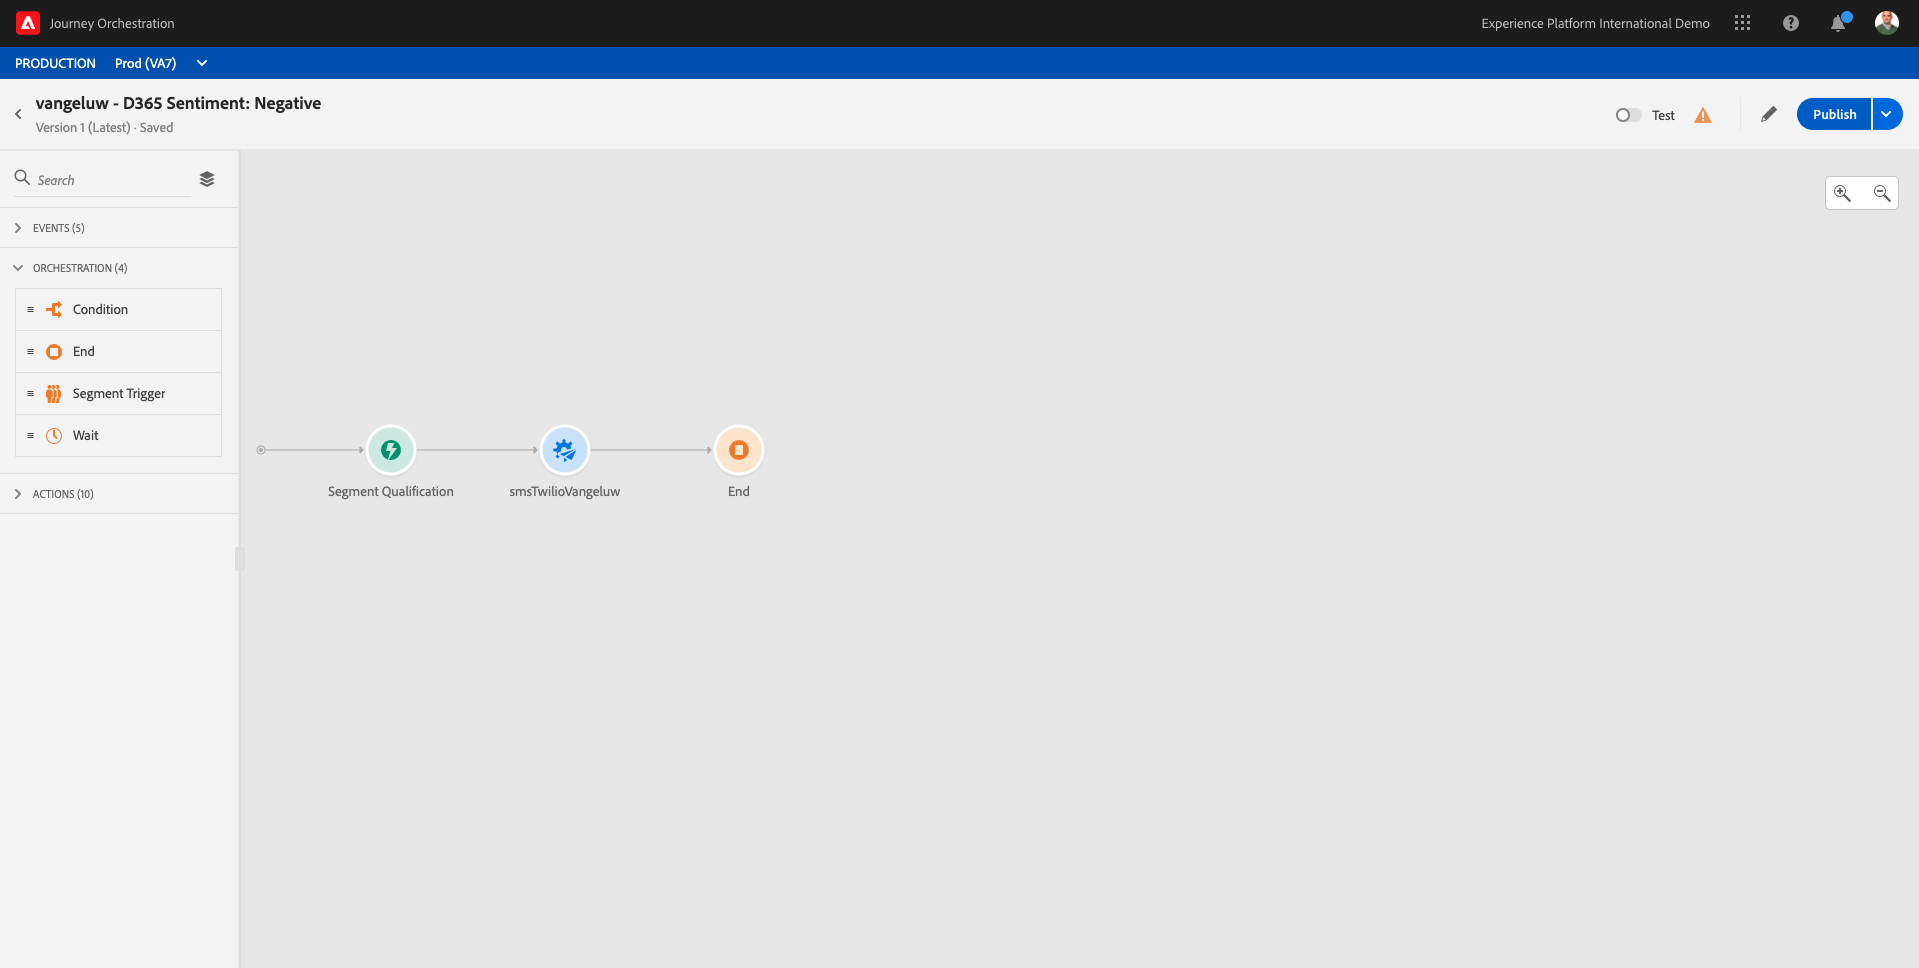 Journey Orchestration
Experience Platform International Demo
PRODUCTION Prod (VA7)
vangeluw - D365 Sentiment: Negative
Version 1 (Latest) · Saved
Test
Publish
Search
EVENTS (5)
ORCHESTRATION (4)
Condition
End
Segment Trigger
Wait
ACTIONS (10)
Segment Qualification
smsTwilioVangeluw
End